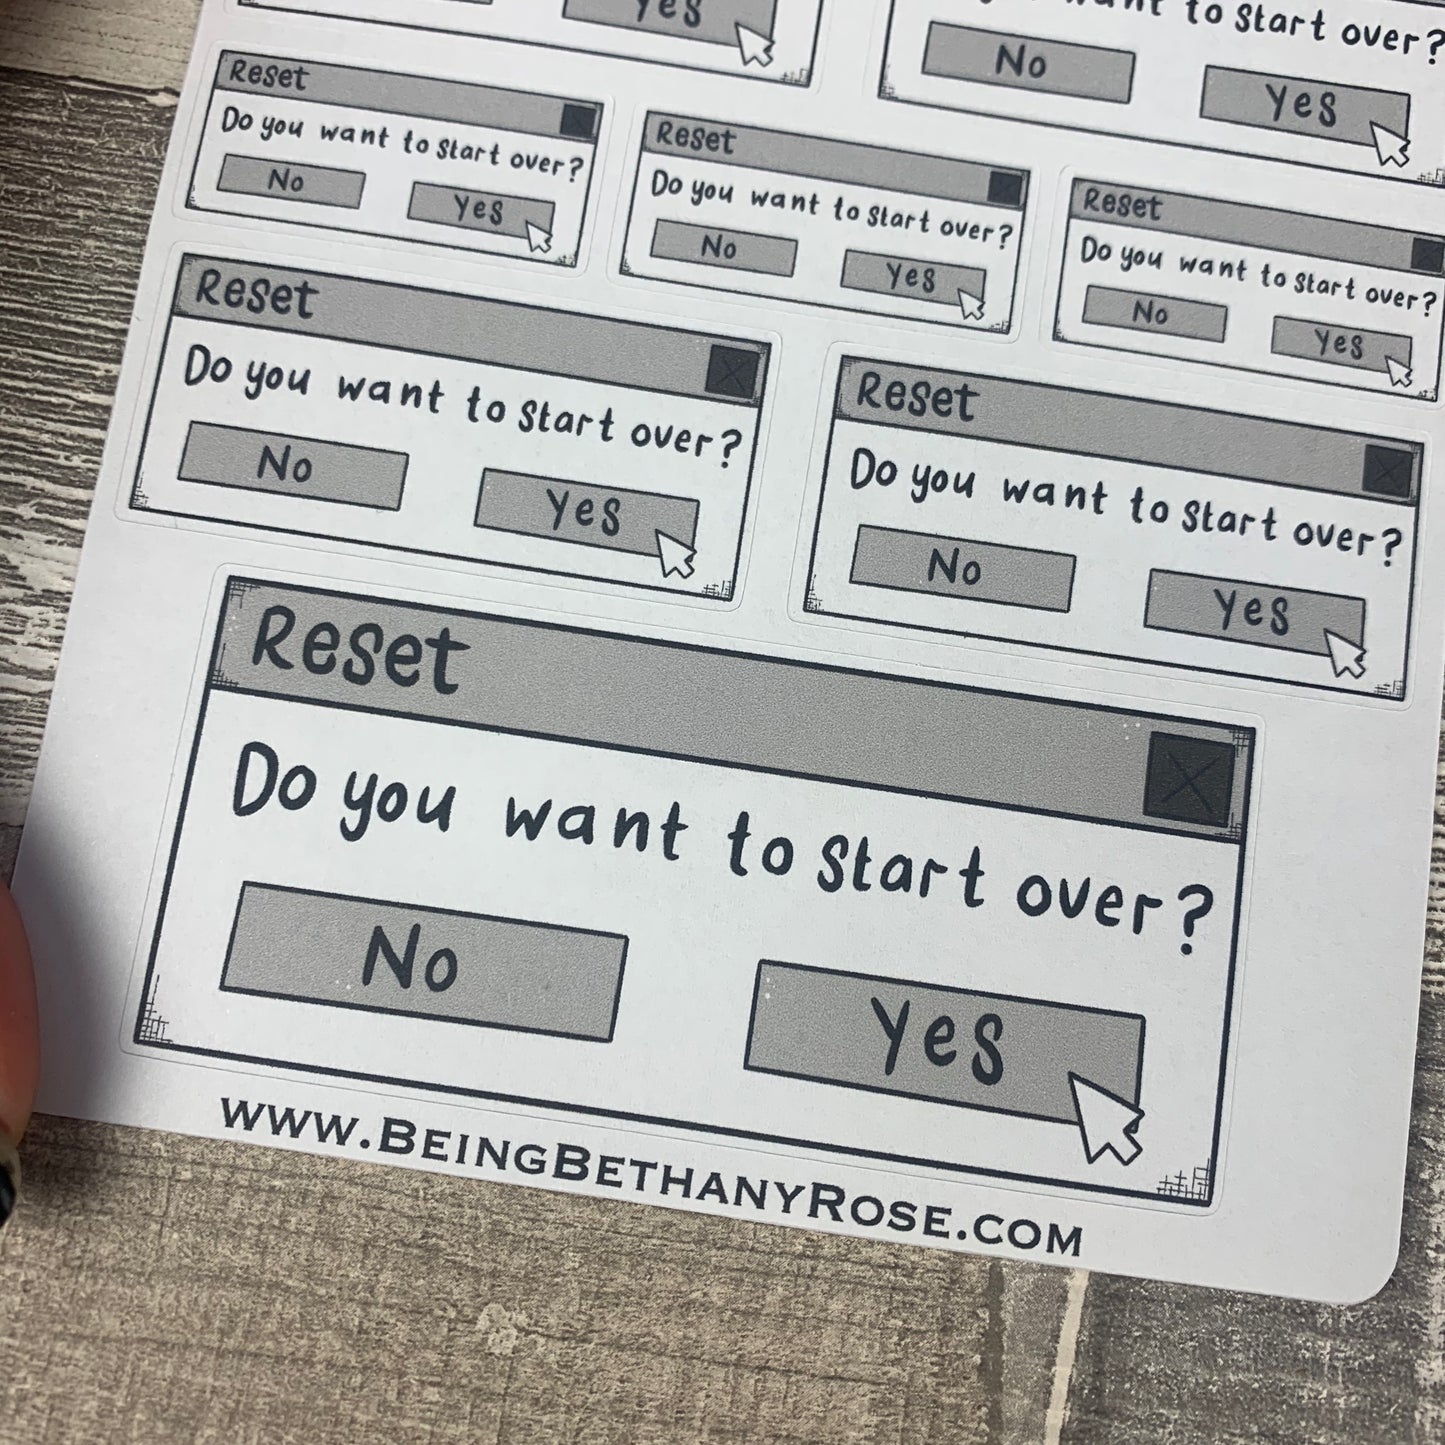 Yes
want to start over?
No
Yes
Reset
Do you want to start over?
No
Yes
Reset
Do you want to start over?
No
Yes
Reset
Do you want to start over?
No
Yes
Reset
Do you want to start over?
No
Yes
Reset
Do you want to start over?
No
Yes
Reset
Do you want to start over?
No
Yes
www.BeingBethanyRose.com